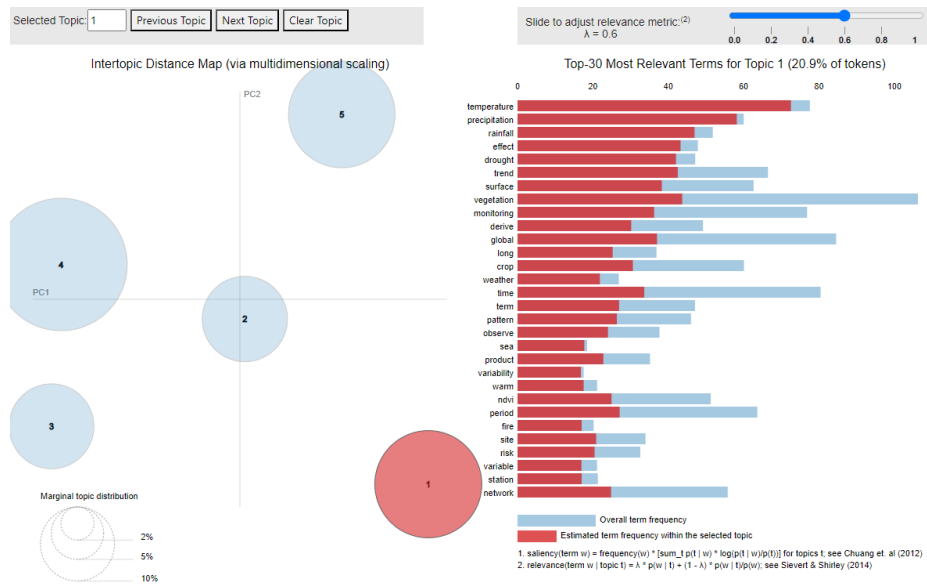 Selected Topic: 1 Previous Topic Next Topic Clear Topic
Slide to adjust relevance metric:(2)
λ = 0.6
0.0 0.2 0.4 0.6 0.8 1
Intertopic Distance Map (via multidimensional scaling)
PC2
5
4
PC1
2
3
1
Marginal topic distribution
2%
5%
10%
Top-30 Most Relevant Terms for Topic 1 (20.9% of tokens)
0 20 40 60 80 100
temperature
precipitation
rainfall
effect
drought
trend
surface
vegetation
monitoring
derive
global
long
crop
weather
time
term
pattern
observe
sea
product
variability
warm
ndvi
period
fire
site
risk
variable
station
network
Overall term frequency
Estimated term frequency within the selected topic
1. saliency(term w) = frequency(w) * [sum_t p(t | w) * log(p(t | w)/p(t))] for topics t; see Chuang et. al (2012)
2. relevance(term w | topic t) = λ * p(w | t) + (1 - λ) * p(w | t)/p(w); see Sievert & Shirley (2014)